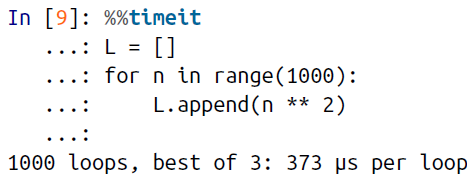 In [9]: %%timeit
   ...: L = []
   ...: for n in range(1000):
   ...:     L.append(n ** 2)
   ...:
1000 loops, best of 3: 373 µs per loop